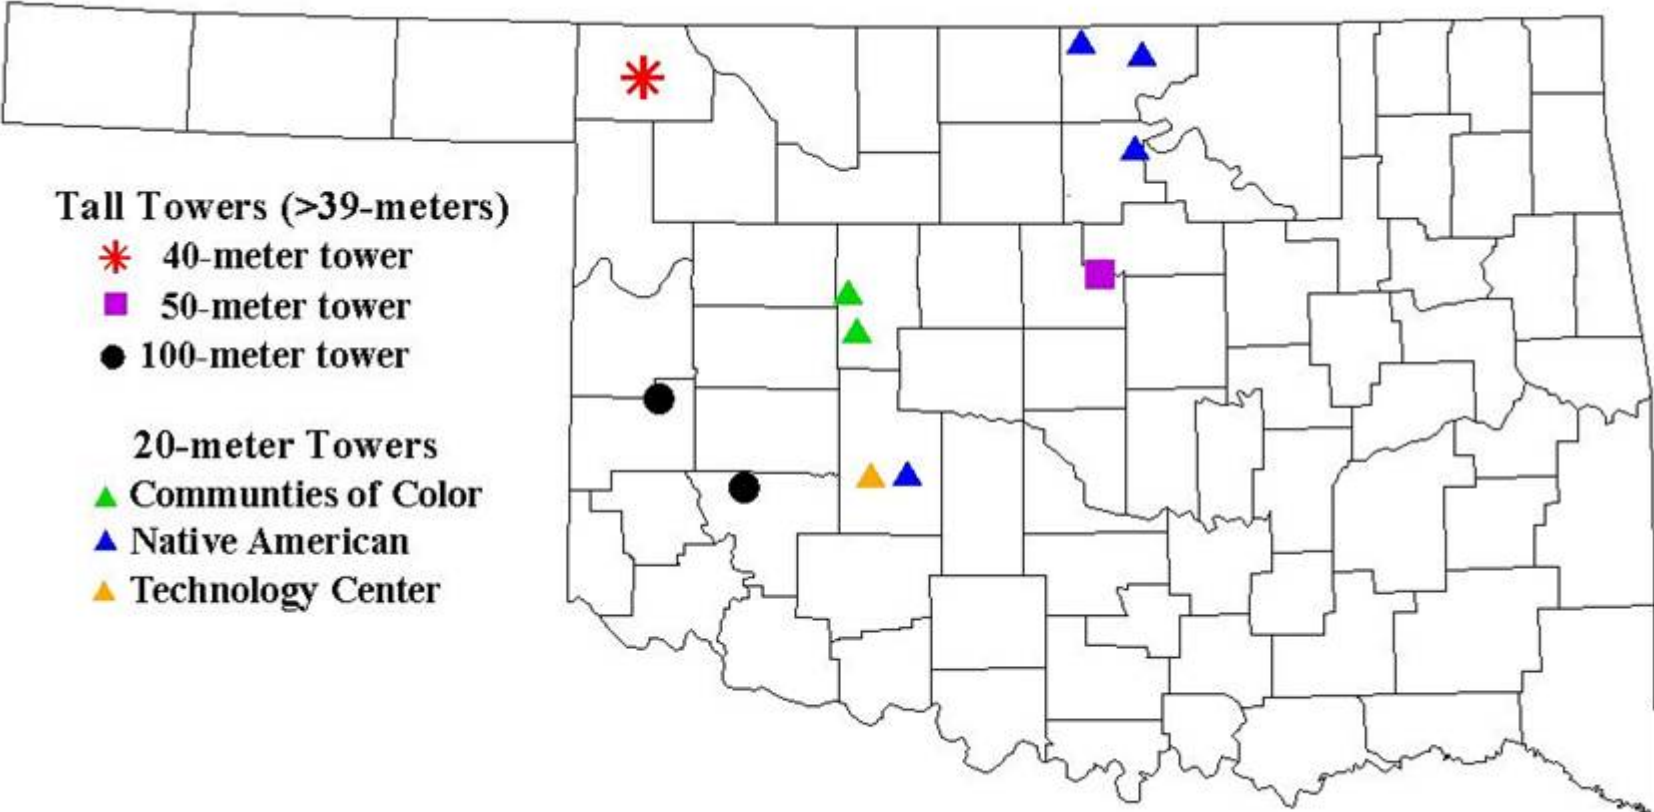 Tall Towers (>39-meters)
40-meter tower
50-meter tower
100-meter tower
20-meter Towers
Communties of Color
Native American
Technology Center